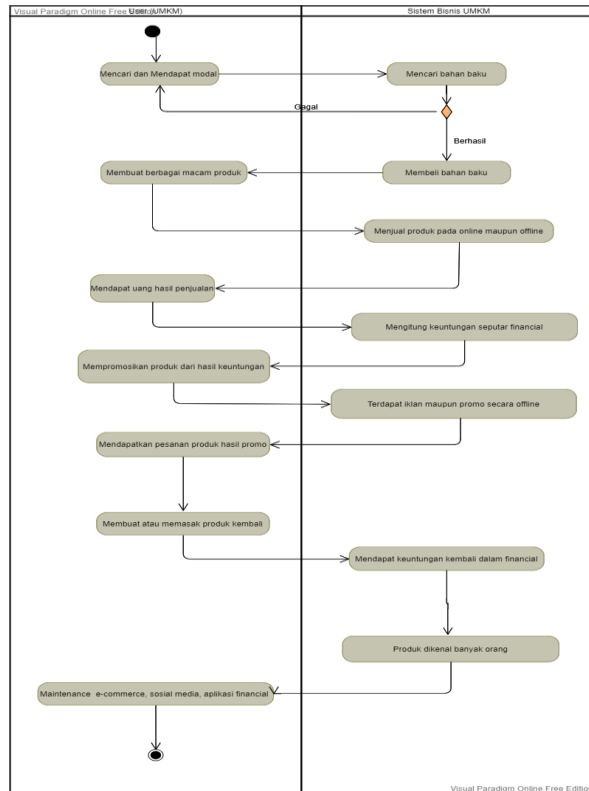 Visual Paradigm Online Free Edition
User (UMKM)
Sistem Bisnis UMKM
Mencari dan Mendapat modal
Mencari bahan baku
Gagal
Berhasil
Membuat berbagai macam produk
Membeli bahan baku
Menjual produk pada online maupun offline
Mendapat uang hasil penjualan
Mengitung keuntungan seputar financial
Mempromosikan produk dari hasil keuntungan
Terdapat iklan maupun promo secara offline
Mendapatkan pesanan produk hasil promo
Membuat atau memasak produk kembali
Mendapat keuntungan kembali dalam financial
Produk dikenal banyak orang
Maintenance e-commerce, sosial media, aplikasi financial
Visual Paradigm Online Free Edition